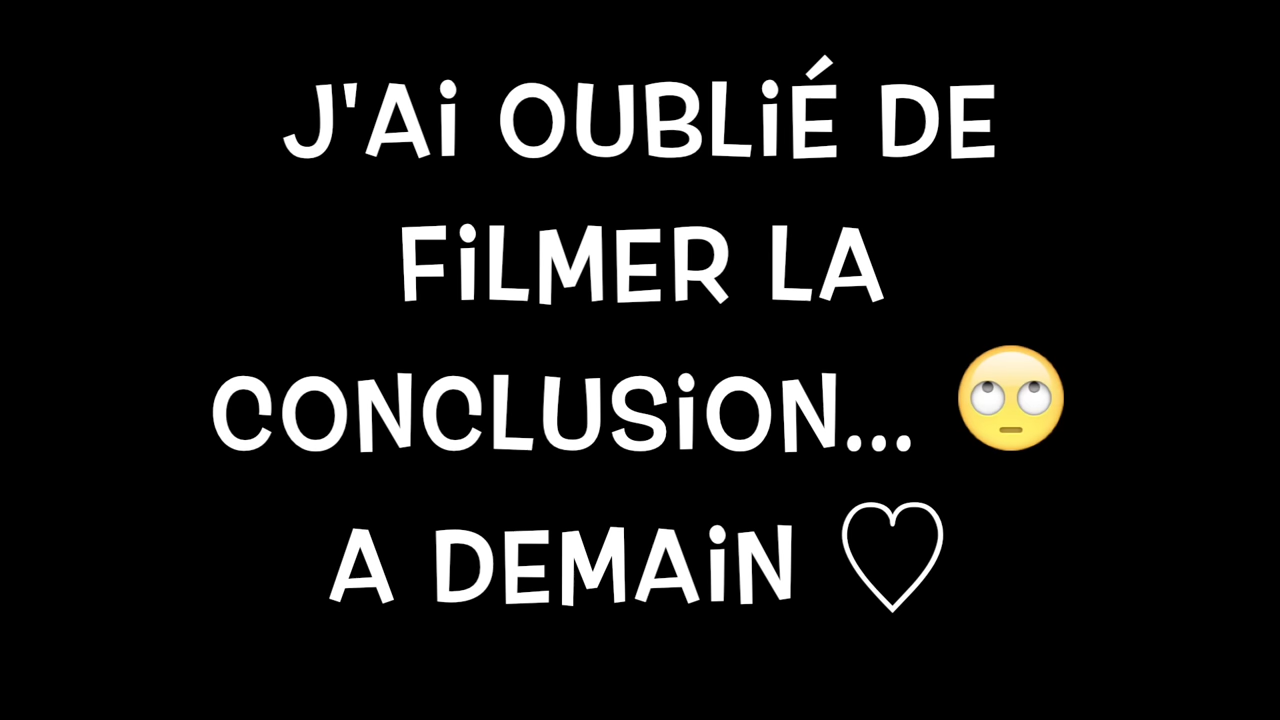 J'Ai OUBLiÉ DE
FiLMER LA
CONCLUSiON... 🙄
A DEMAiN ♡